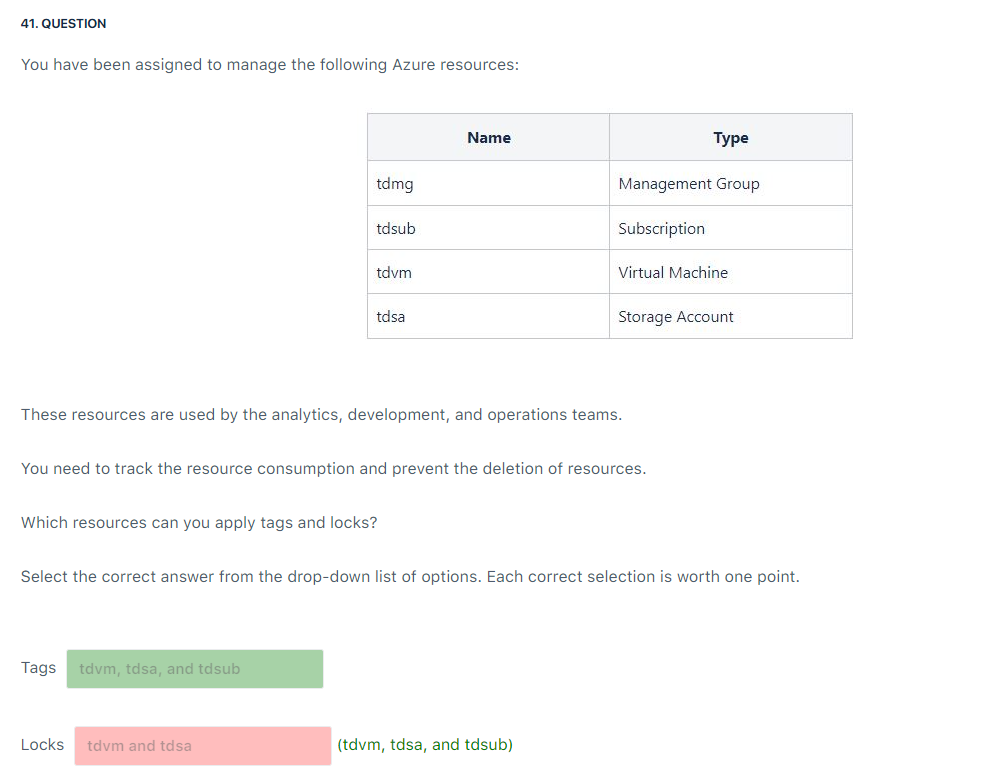 41. QUESTION
You have been assigned to manage the following Azure resources:
Name Type
tdmg Management Group
tdsub Subscription
tdvm Virtual Machine
tdsa Storage Account
These resources are used by the analytics, development, and operations teams.
You need to track the resource consumption and prevent the deletion of resources.
Which resources can you apply tags and locks?
Select the correct answer from the drop-down list of options. Each correct selection is worth one point.
Tags tdvm, tdsa, and tdsub
Locks tdvm and tdsa (tdvm, tdsa, and tdsub)